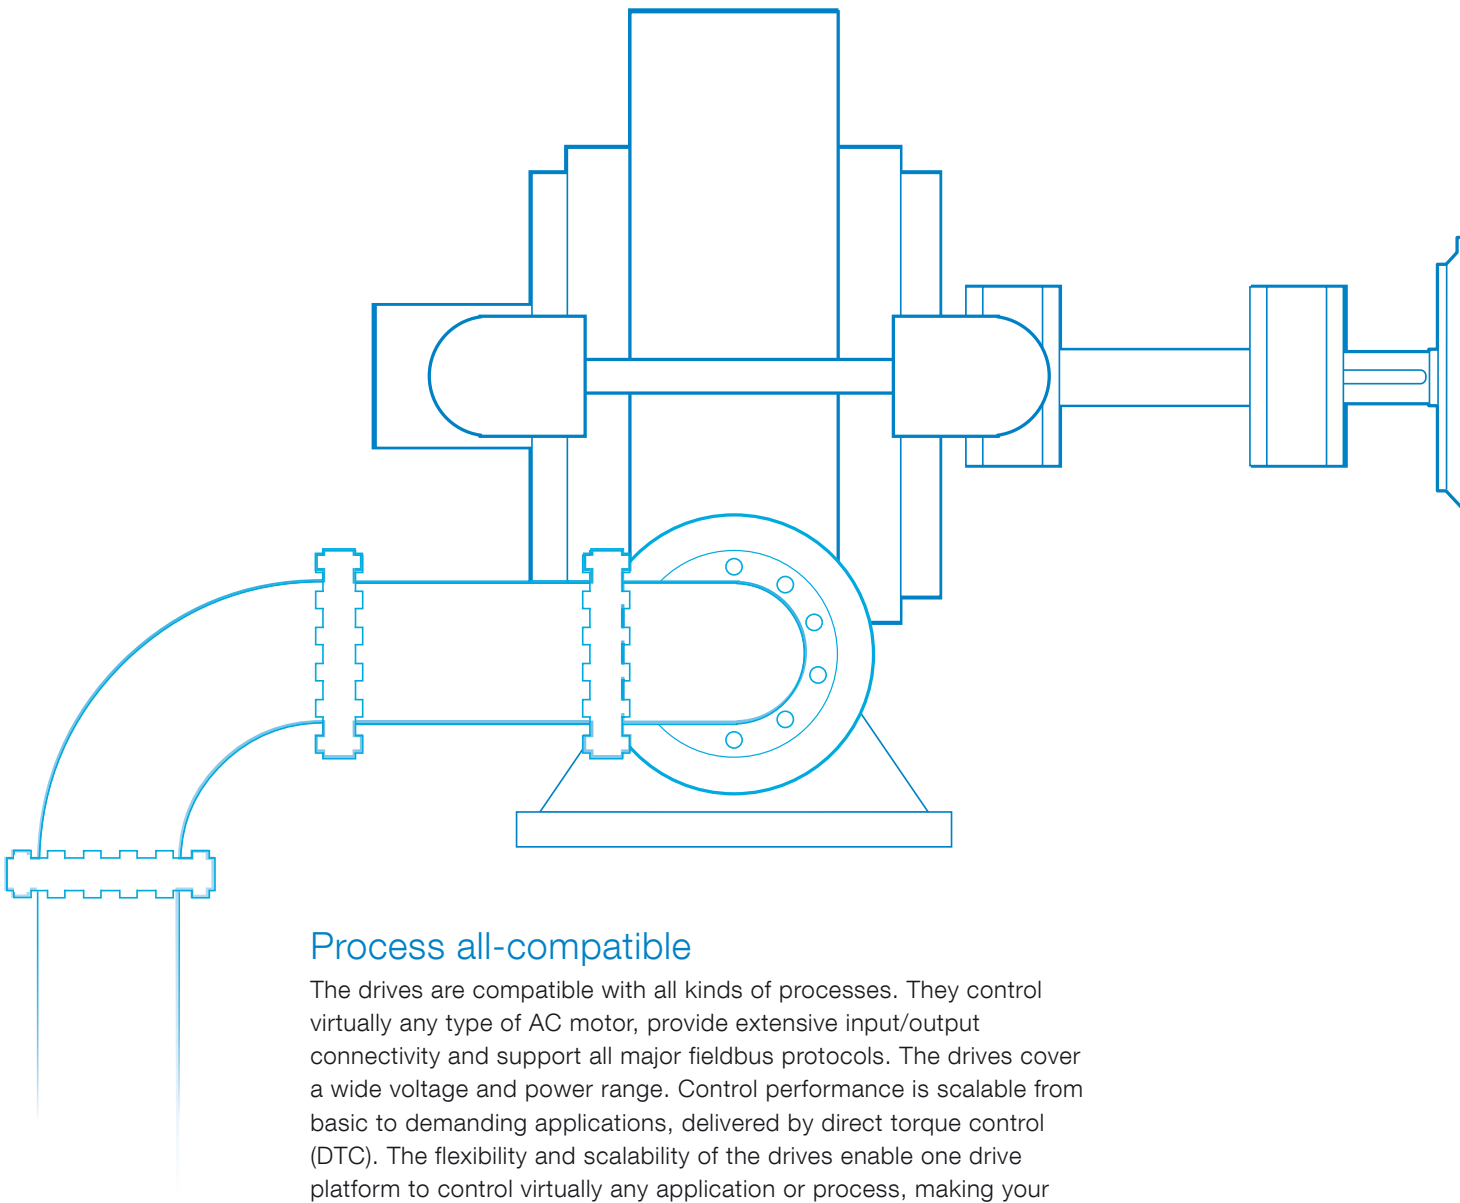 Process all-compatible
The drives are compatible with all kinds of processes. They control
virtually any type of AC motor, provide extensive input/output
connectivity and support all major fieldbus protocols. The drives cover
a wide voltage and power range. Control performance is scalable from
basic to demanding applications, delivered by direct torque control
(DTC). The flexibility and scalability of the drives enable one drive
platform to control virtually any application or process, making your